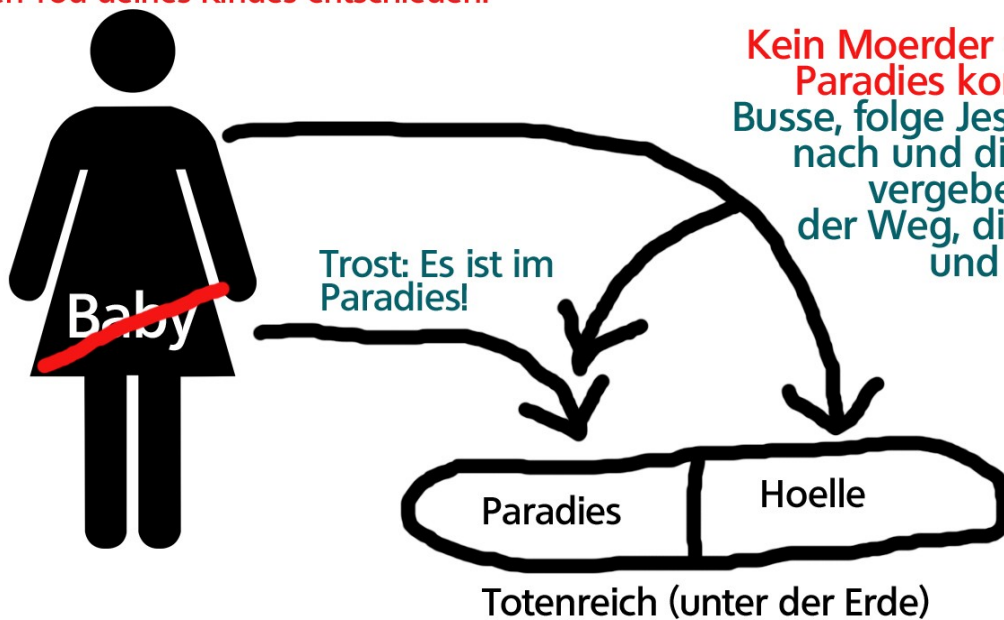 deines Kindes entschieden!
Kein Moerder
Paradies
Busse, folge
nach und
der Weg,
und
Trost: Es ist im
Paradies!
Baby
Paradies
Hoelle
Totenreich (unter der Erde)